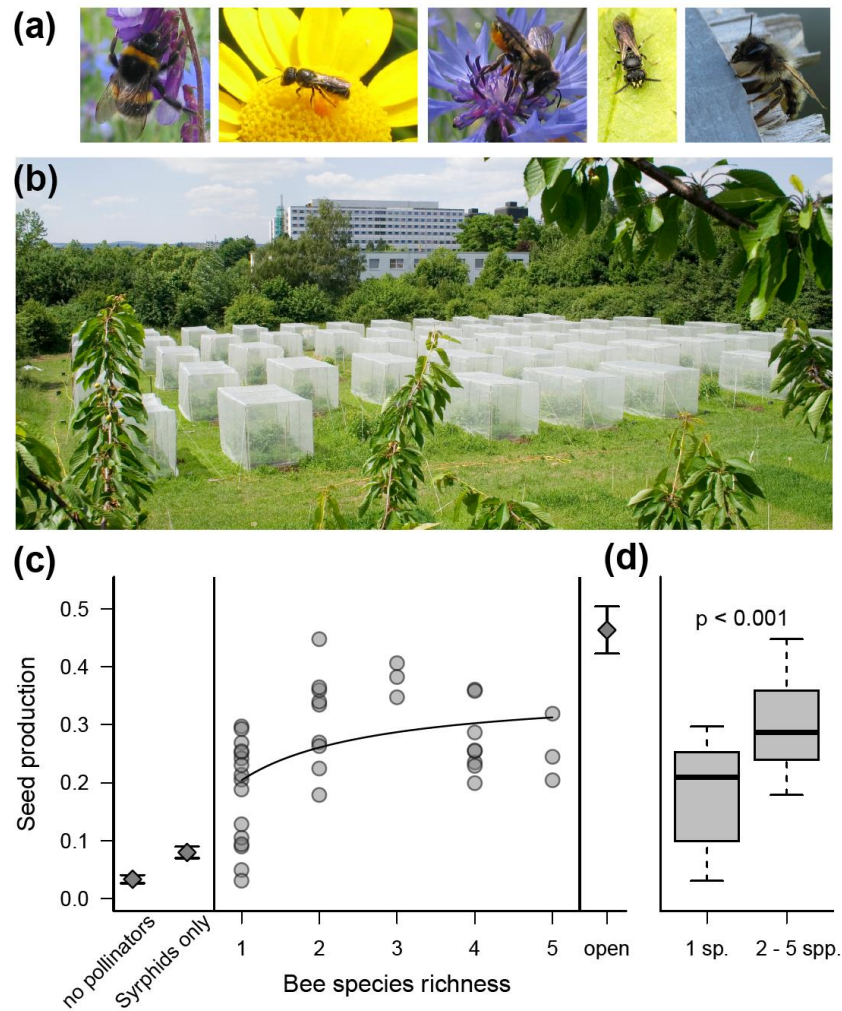 (a)
(b)
(c)
(d)
Seed production
0.5
0.4
0.3
0.2
0.1
0.0
no pollinators
Syrphids only
1
2
3
4
5
open
Bee species richness
p < 0.001
1 sp.
2 - 5 spp.